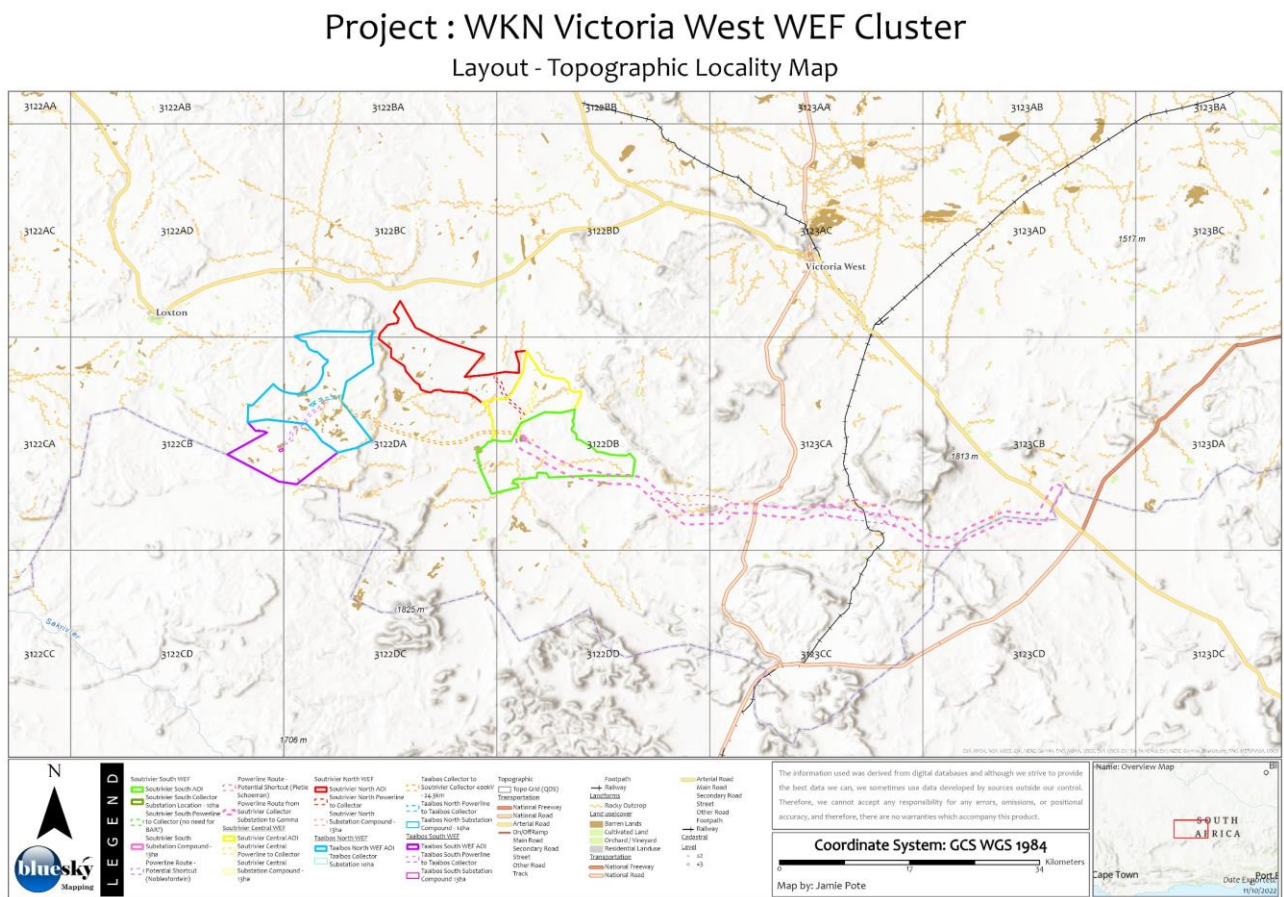 Project : WKN Victoria West WEF Cluster
Layout - Topographic Locality Map
3122AA
3122AB
3122BA
3122BB
3123AA
3123AB
3123BA
3122AC
3122AD
3122BC
3122BD
3123AC
3123AD
3123BC
1517 m
Victoria West
Loxton
3122CA
3122CB
3122DA
3122DB
3123CA
3123CB
3123DA
1813 m
1825 m
Sakrivier
3122CC
3122CD
3122DC
3122DD
3123CC
3123CD
3123DC
1706 m
N
bluesky
Mapping
LEGEND
Soutrivier South WEF
Soutrivier South AOI
Soutrivier South Collector
Substation Location - 10ha
Soutrivier South Powerline
to Collector (no need for
BAR?)
Soutrivier South
Substation Compound -
13ha
Powerline Route -
Potential Shortcut
(Noblesfontein)
Powerline Route -
Potential Shortcut (Pietie
Schoeman)
Powerline Route from
Soutrivier Collector
Substation to Gamma
Soutrivier Central WEF
Soutrivier Central AOI
Soutrivier Central
Powerline to Collector
Soutrivier Central
Substation Compound -
13ha
Soutrivier North WEF
Soutrivier North AOI
Soutrivier North Powerline
to Collector
Soutrivier North
Substation Compound -
13ha
Taaibos North WEF
Taaibos North WEF AOI
Taaibos Collector
Substation 10ha
Taaibos Collector to
Soutrivier Collector 400kV
- 24.3km
Taaibos North Powerline
to Taaibos Collector
Taaibos North Substation
Compound - 19ha
Taaibos South WEF
Taaibos South WEF AOI
Taaibos South Powerline
to Taaibos Collector
Taaibos South Substation
Compound 13ha
Topographic
Topo Grid (QDS)
Transportation
National Freeway
National Road
Arterial Road
On/OffRamp
Main Road
Secondary Road
Street
Other Road
Track
Footpath
Railway
Landforms
Rocky Outcrop
Landuse/cover
Barren Lands
Cultivated Land
Orchard / Vineyard
Residential Landuse
Transportation
National Freeway
National Road
Arterial Road
Main Road
Secondary Road
Street
Other Road
Footpath
Railway
Cadastral
Level
The information used was derived from digital databases and although we strive to provide
the best data we can, we sometimes use data developed by sources outside our control.
Therefore, we cannot accept any responsibility for any errors, omissions, or positional
accuracy, and therefore, there are no warranties which accompany this product.
Coordinate System: GCS WGS 1984
Kilometers
0 17 34
Map by: Jamie Pote
Name: Overview Map
SOUTH
AFRICA
Cape Town
Port E
Date Exported:
11/10/2022